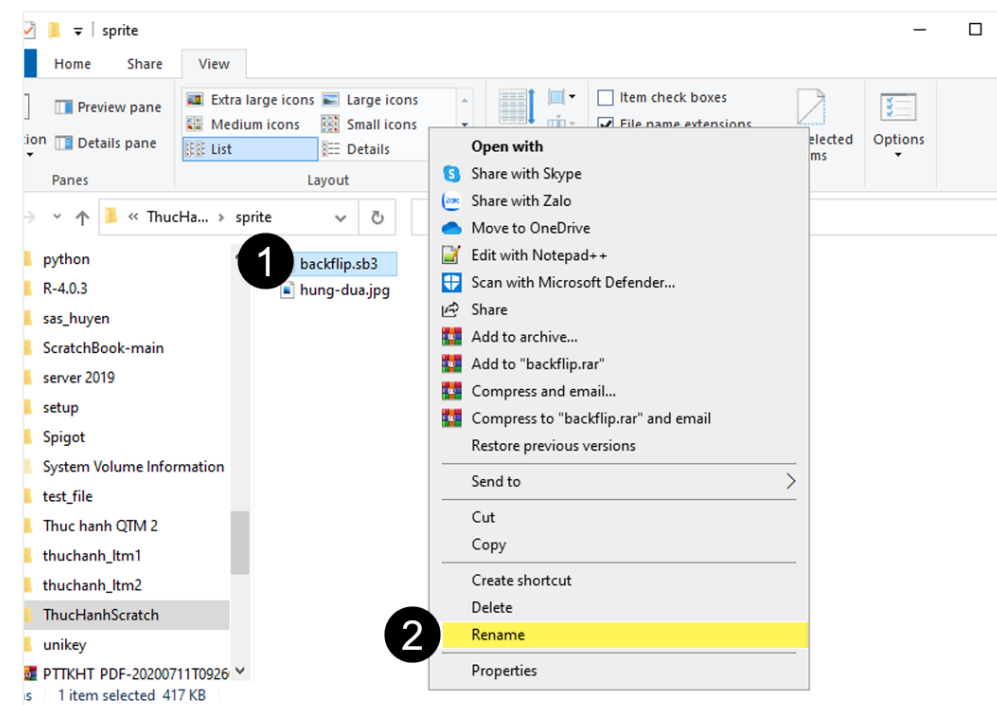 sprite
Home Share View
Preview pane
Details pane
Panes
Extra large icons Large icons
Medium icons Small icons
List Details
Layout
Item check boxes
File name extensions
Options
« ThucHa... › sprite
python
R-4.0.3
sas_huyen
ScratchBook-main
server 2019
setup
Spigot
System Volume Information
test_file
Thuc hanh QTM 2
thuchanh_ltm1
thuchanh_ltm2
ThucHanhScratch
unikey
PTTKHT PDF-20200711T0926
1 item selected 417 KB
1
backflip.sb3
hung-dua.jpg
Open with
Share with Skype
Share with Zalo
Move to OneDrive
Edit with Notepad++
Scan with Microsoft Defender...
Share
Add to archive...
Add to "backflip.rar"
Compress and email...
Compress to "backflip.rar" and email
Restore previous versions
Send to
Cut
Copy
Create shortcut
Delete
2
Rename
Properties